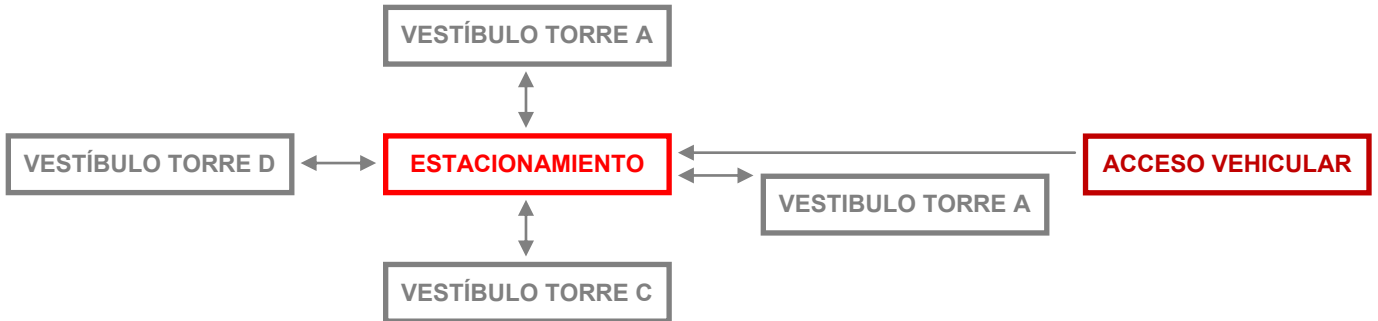 VESTÍBULO TORRE A
VESTÍBULO TORRE D
ESTACIONAMIENTO
ACCESO VEHICULAR
VESTIBULO TORRE A
VESTÍBULO TORRE C